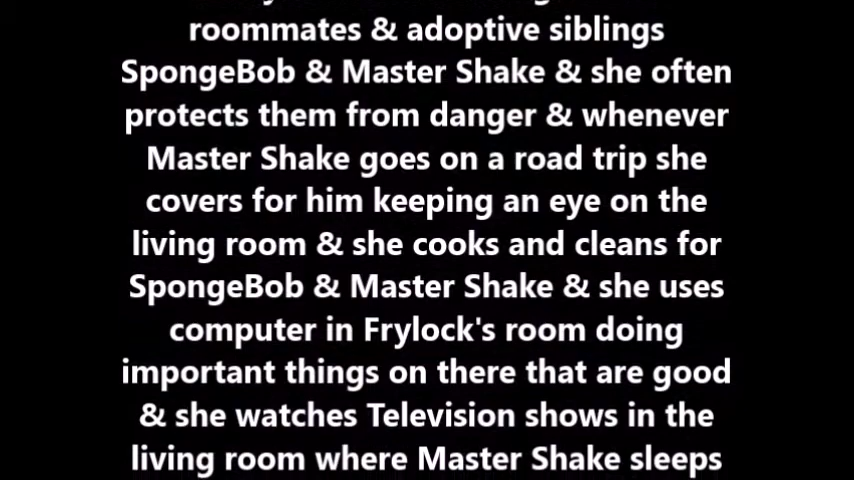 roommates & adoptive siblings
SpongeBob & Master Shake & she often
protects them from danger & whenever
Master Shake goes on a road trip she
covers for him keeping an eye on the
living room & she cooks and cleans for
SpongeBob & Master Shake & she uses
computer in Frylock's room doing
important things on there that are good
& she watches Television shows in the
living room where Master Shake sleeps